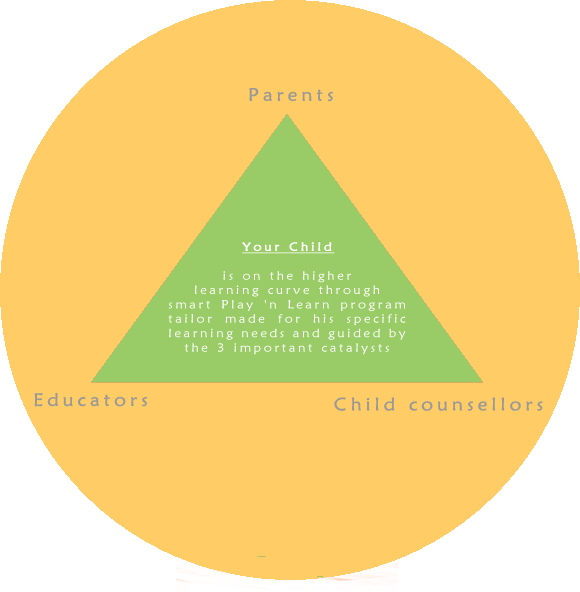 Parents
Your Child
is on the higher
learning curve through
smart Play 'n Learn program
tailor made for his specific
learning needs and guided by
the 3 important catalysts
Educators
Child counsellors